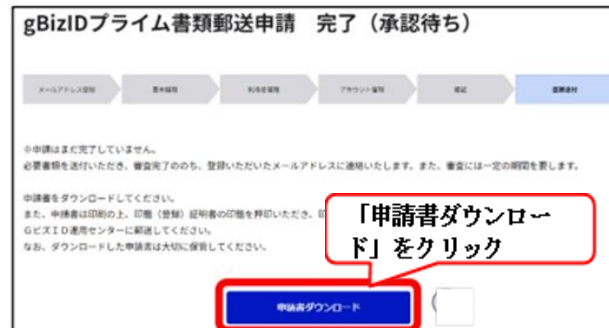 gBizIDプライム書類郵送申請 完了（承認待ち）
メールアドレス登録
基本情報
利用者情報
アカウント情報
確認
書類送付
※申請はまだ完了していません。
必要書類を送付いただき、審査完了ののち、登録いただいたメールアドレスに連絡いたします。また、審査には一定の期間を要します。
申請書をダウンロードしてください。
また、申請書は印刷の上、印鑑（登録）証明書の印鑑を押印いただき、
GビズＩＤ運用センターに郵送してください。
なお、ダウンロードした申請書は大切に保管してください。
「申請書ダウンロー
ド」をクリック
申請書ダウンロード